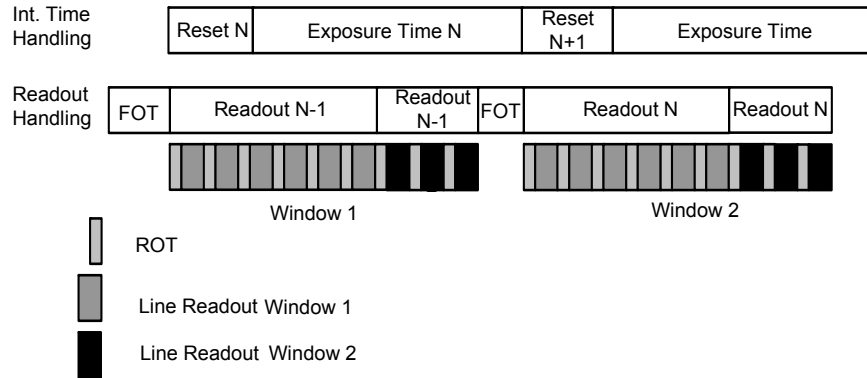 Int. Time
Handling
Reset N
Exposure Time N
Reset
N+1
Exposure Time
Readout
Handling
FOT
Readout N-1
Readout
N-1
FOT
Readout N
Readout N
Window 1
Window 2
ROT
Line Readout Window 1
Line Readout Window 2